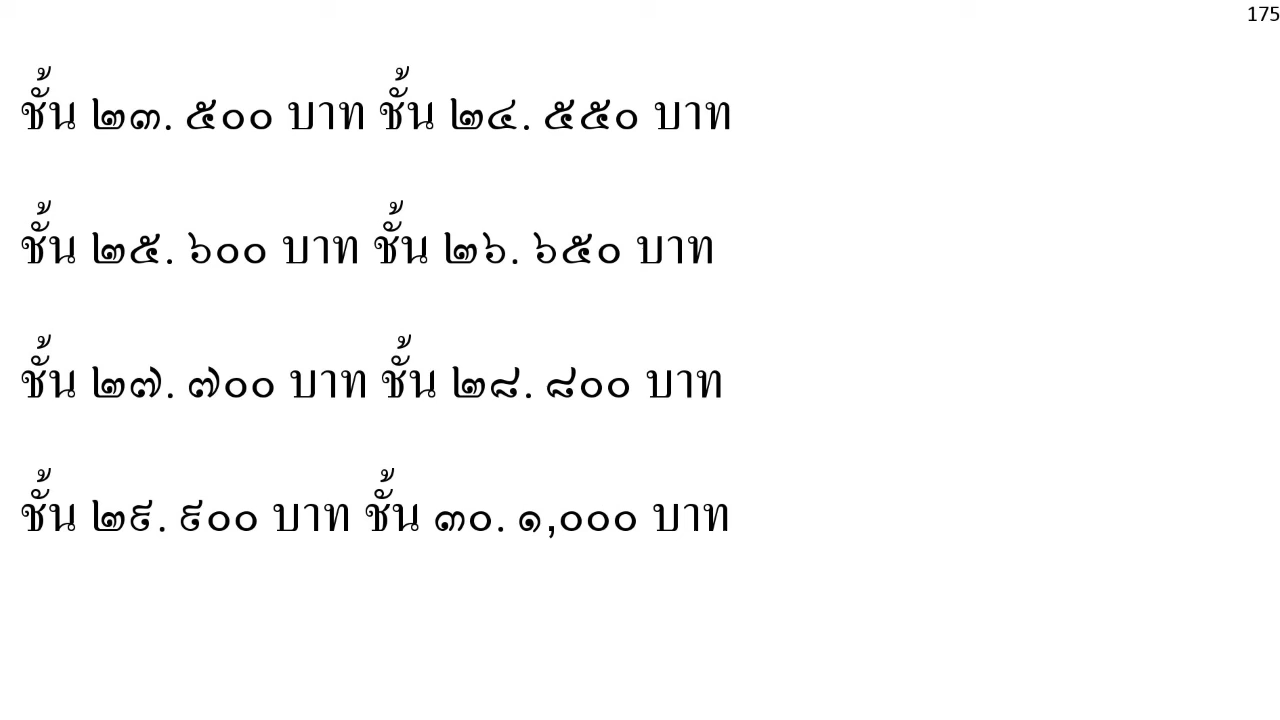 175
ชั้น ๒๓. ๕๐๐ บาท ชั้น ๒๔. ๕๕๐ บาท
ชั้น ๒๕. ๖๐๐ บาท ชั้น ๒๖. ๖๕๐ บาท
ชั้น ๒๗. ๗๐๐ บาท ชั้น ๒๘. ๘๐๐ บาท
ชั้น ๒๙. ๙๐๐ บาท ชั้น ๓๐. ๑,๐๐๐ บาท